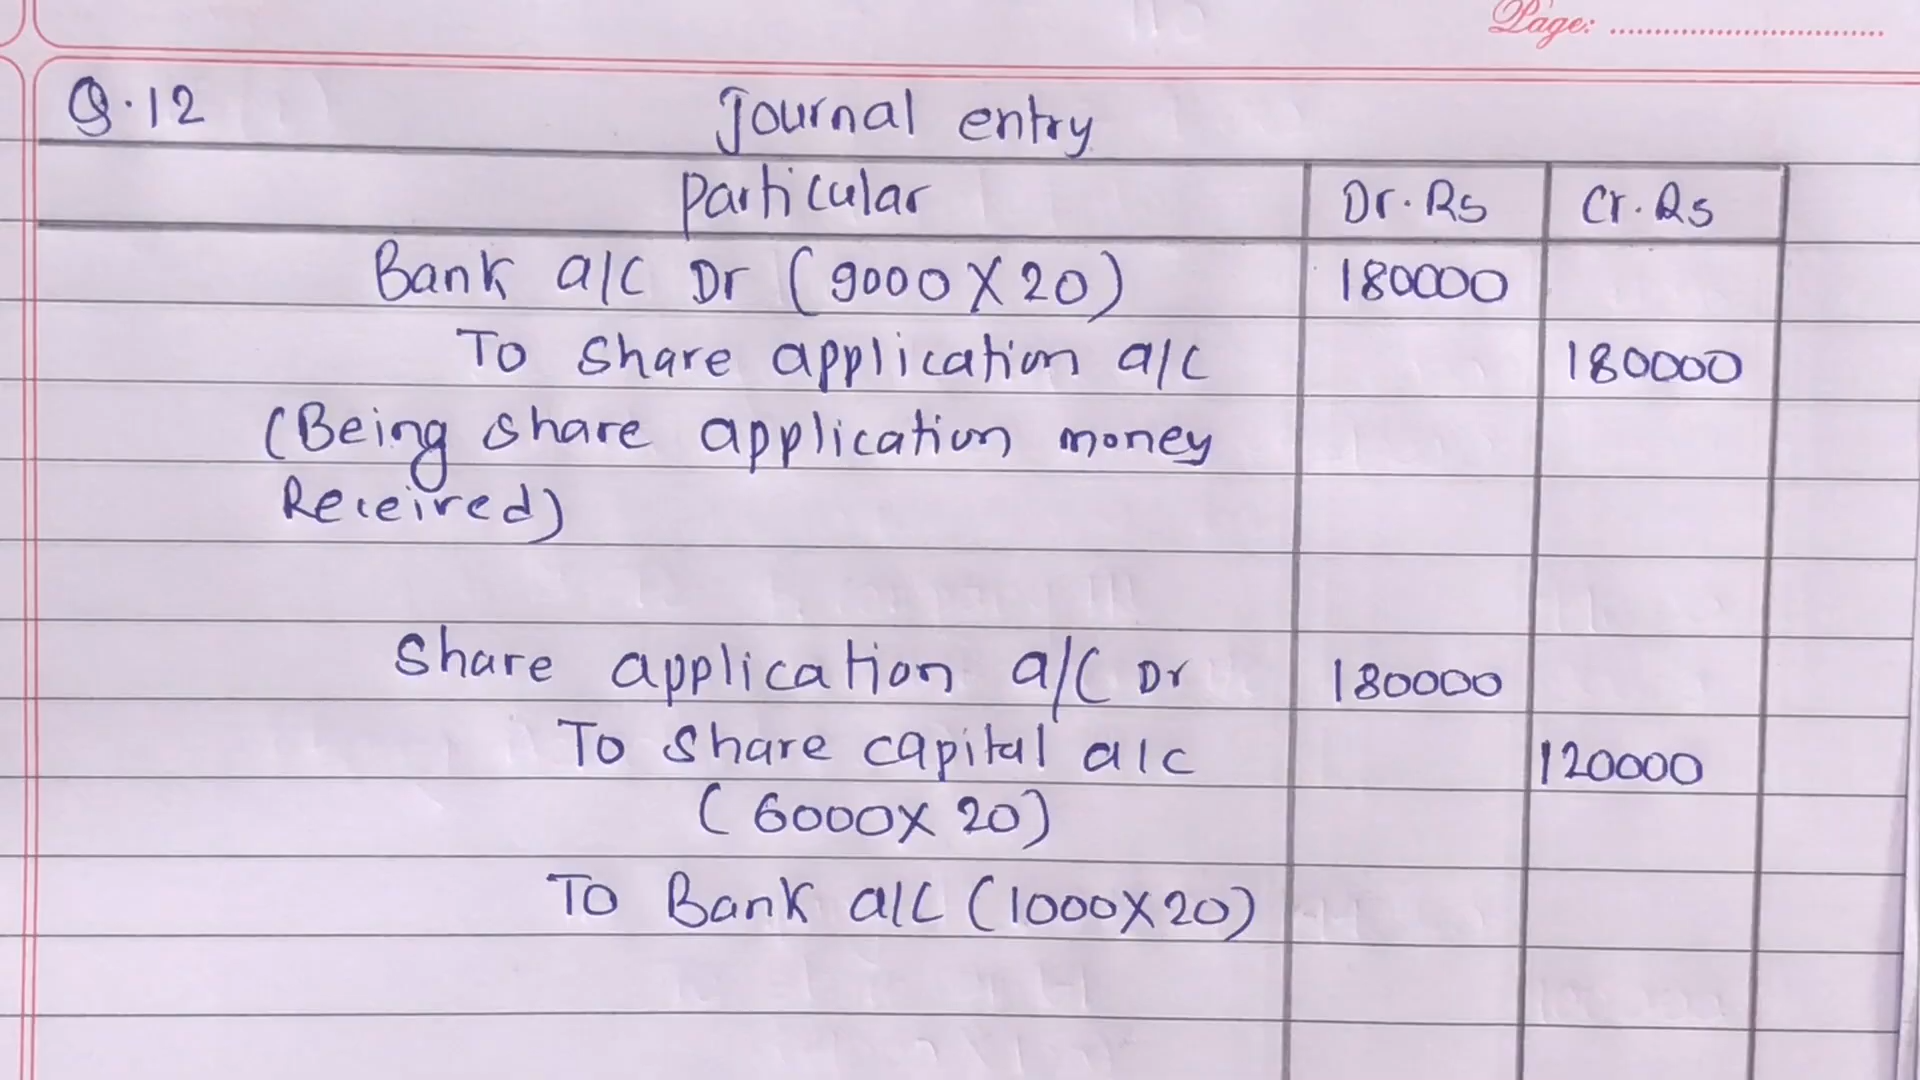 Page:
Q.12 Journal entry
Particular Dr. Rs Cr. Rs
Bank a/c Dr (9000 X 20) 180000
To Share application a/c 180000
(Being share application money
Received)
Share application a/c Dr 180000
To Share capital a/c 120000
(6000 X 20)
To Bank a/c (1000 X 20)